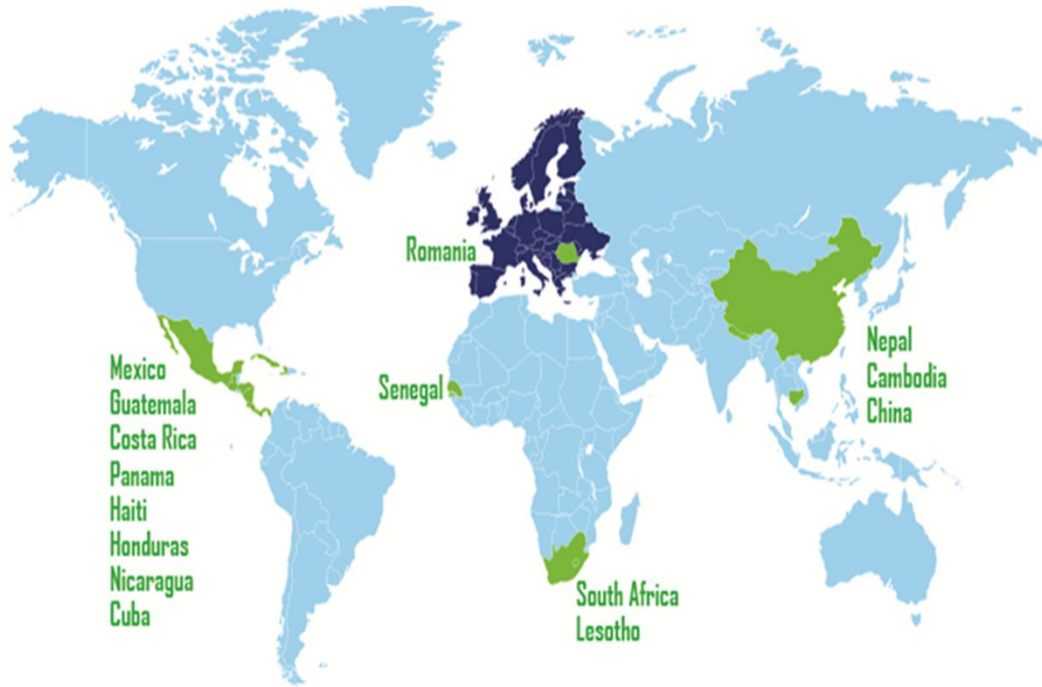 Romania
Senegal
Mexico
Guatemala
Costa Rica
Panama
Haiti
Honduras
Nicaragua
Cuba
South Africa
Lesotho
Nepal
Cambodia
China